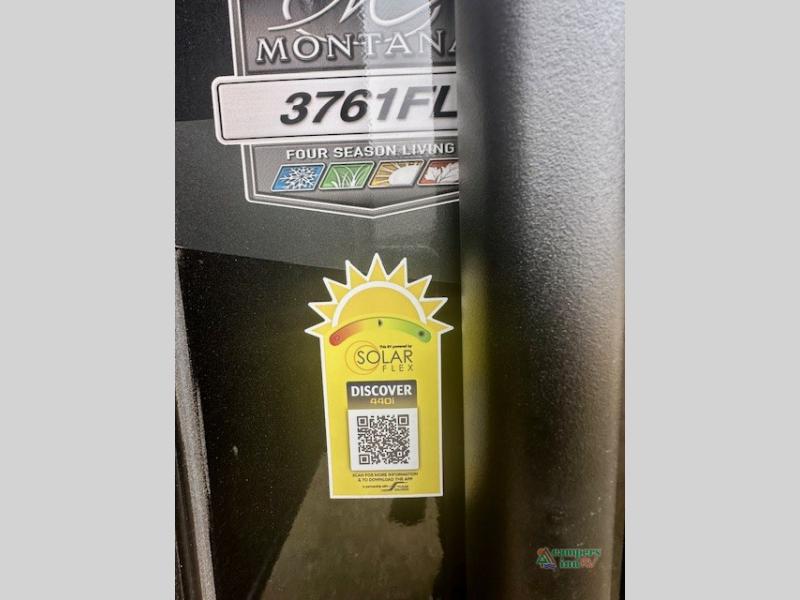 MONTANA
3761FL
FOUR SEASON LIVING
This RV powered by
SOLAR
FLEX
DISCOVER
440i
SCAN FOR MORE INFORMATION
& TO DOWNLOAD THE APP
campers
inn RV